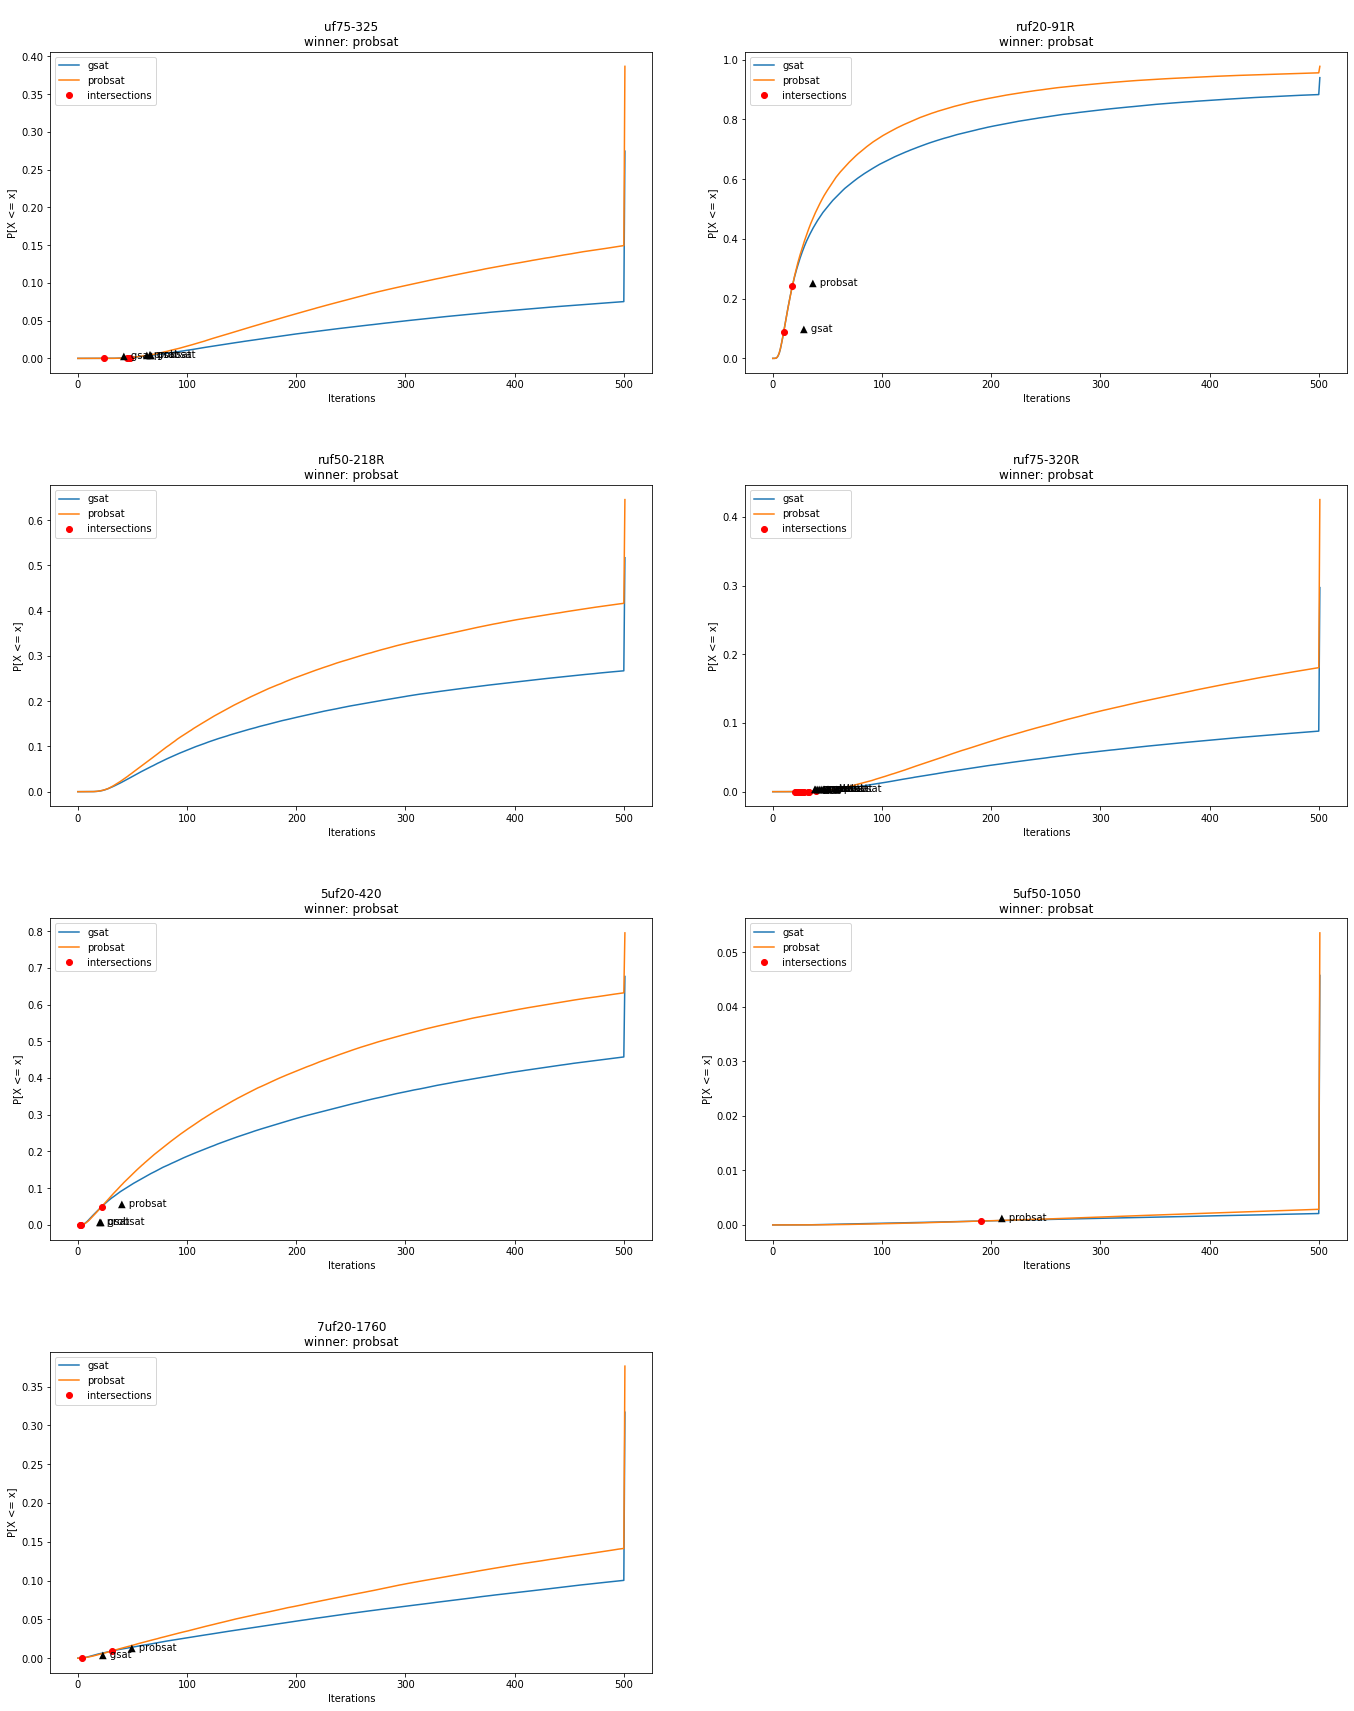 uf75-325
winner: probsat
0.40
0.35
0.30
0.25
0.20
0.15
0.10
0.05
0.00
P[X <= x]
gsat
probsat
intersections
gsat
probsat
0 100 200 300 400 500
Iterations
ruf20-91R
winner: probsat
1.0
0.8
0.6
0.4
0.2
0.0
P[X <= x]
gsat
probsat
intersections
probsat
gsat
0 100 200 300 400 500
Iterations
ruf50-218R
winner: probsat
0.6
0.5
0.4
0.3
0.2
0.1
0.0
P[X <= x]
gsat
probsat
intersections
0 100 200 300 400 500
Iterations
ruf75-320R
winner: probsat
0.4
0.3
0.2
0.1
0.0
P[X <= x]
gsat
probsat
intersections
0 100 200 300 400 500
Iterations
5uf20-420
winner: probsat
0.8
0.7
0.6
0.5
0.4
0.3
0.2
0.1
0.0
P[X <= x]
gsat
probsat
intersections
probsat
gsat
probsat
0 100 200 300 400 500
Iterations
5uf50-1050
winner: probsat
0.05
0.04
0.03
0.02
0.01
0.00
P[X <= x]
gsat
probsat
intersections
probsat
0 100 200 300 400 500
Iterations
7uf20-1760
winner: probsat
0.35
0.30
0.25
0.20
0.15
0.10
0.05
0.00
P[X <= x]
gsat
probsat
intersections
probsat
gsat
0 100 200 300 400 500
Iterations